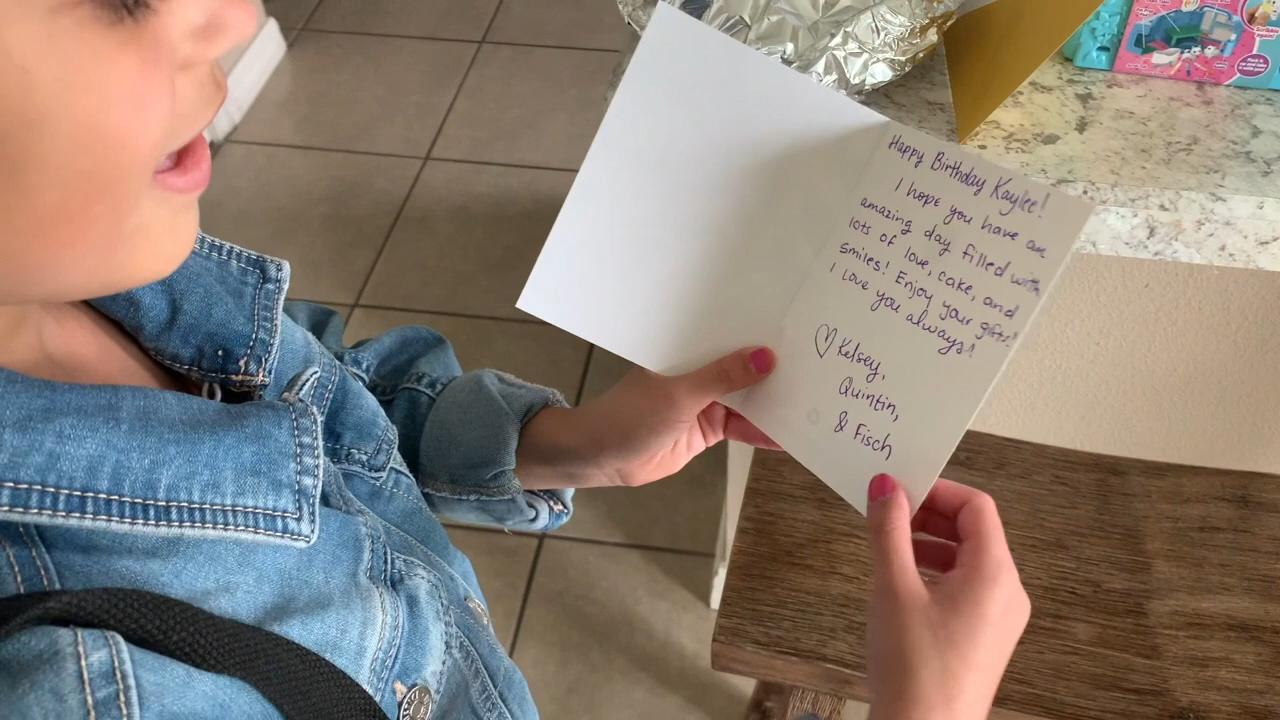 Happy Birthday Kaylee!
I hope you have an
amazing day filled with
lots of love, cake, and
smiles! Enjoy your gifts!
I love you always!
♡ Kelsey,
Quintin,
& Fisch